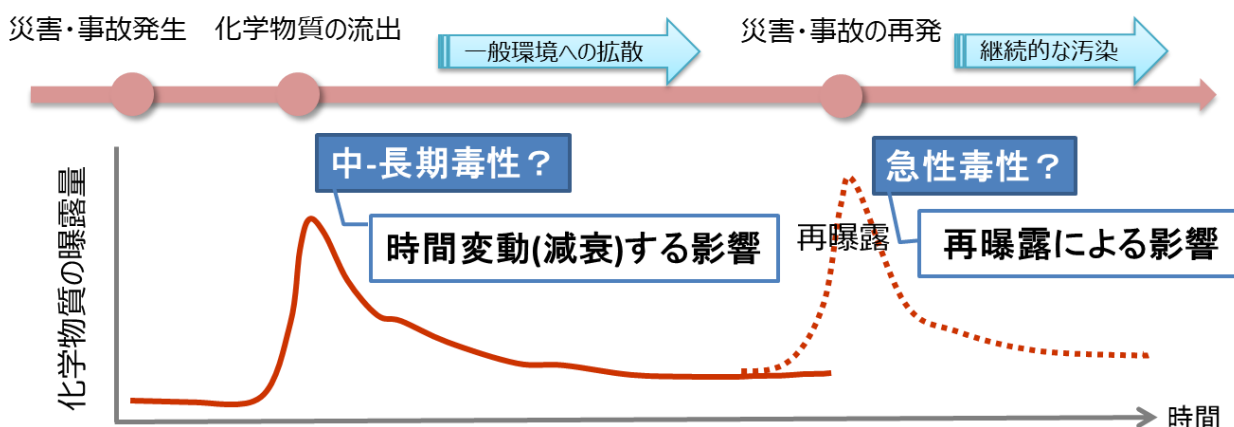 災害・事故発生
化学物質の流出
一般環境への拡散
災害・事故の再発
継続的な汚染
化学物質の曝露量
中-長期毒性？
時間変動(減衰)する影響
再曝露
急性毒性？
再曝露による影響
時間